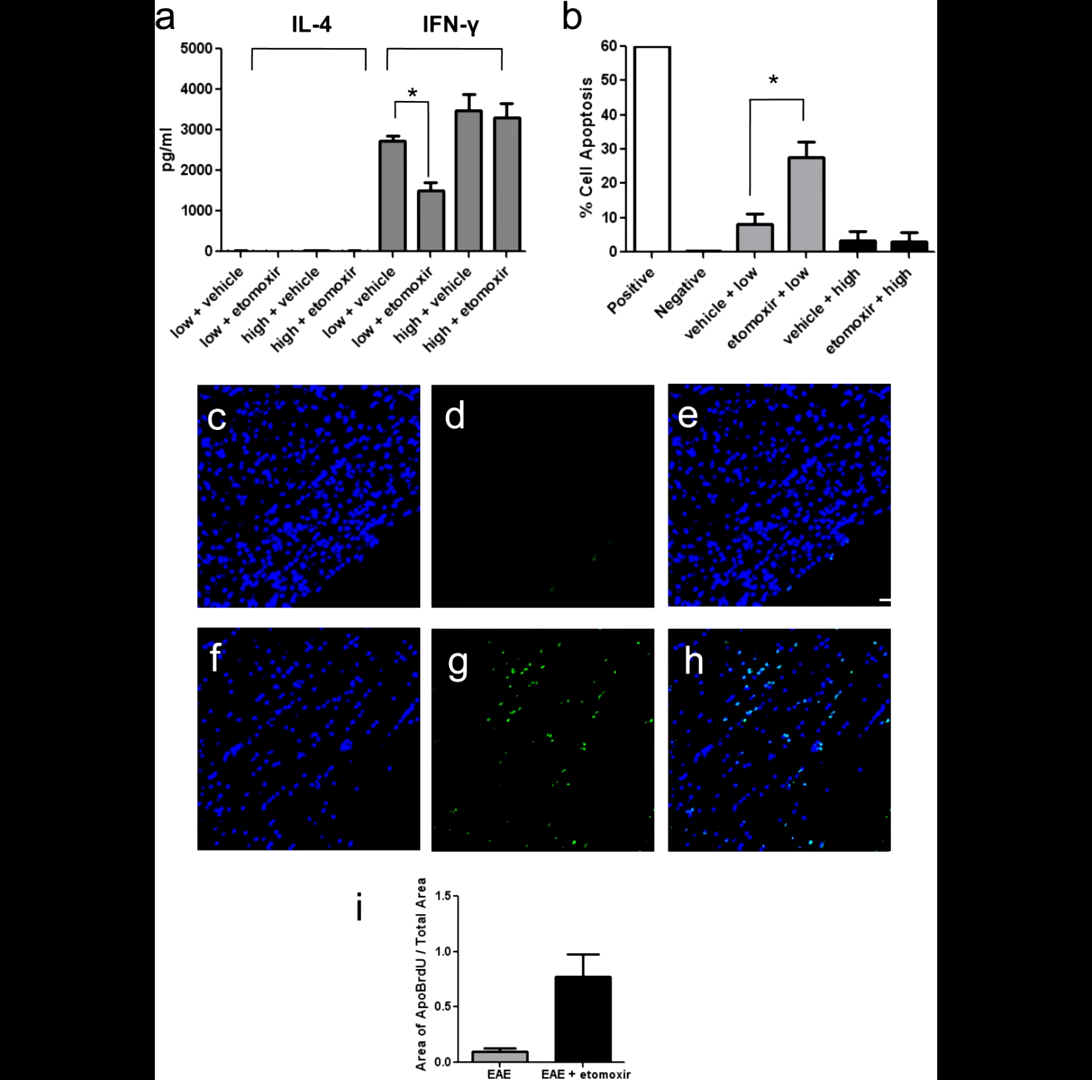 a
IL-4
IFN-γ
pg/ml
5000
4000
3000
2000
1000
0
*
low + vehicle
low + etomoxir
high + vehicle
high + etomoxir
low + vehicle
low + etomoxir
high + vehicle
high + etomoxir
b
% Cell Apoptosis
60
50
40
30
20
10
0
*
Positive
Negative
vehicle + low
etomoxir + low
vehicle + high
etomoxir + high
c
d
e
f
g
h
i
Area of ApoBrdU / Total Area
1.5
1.0
0.5
0.0
EAE
EAE + etomoxir